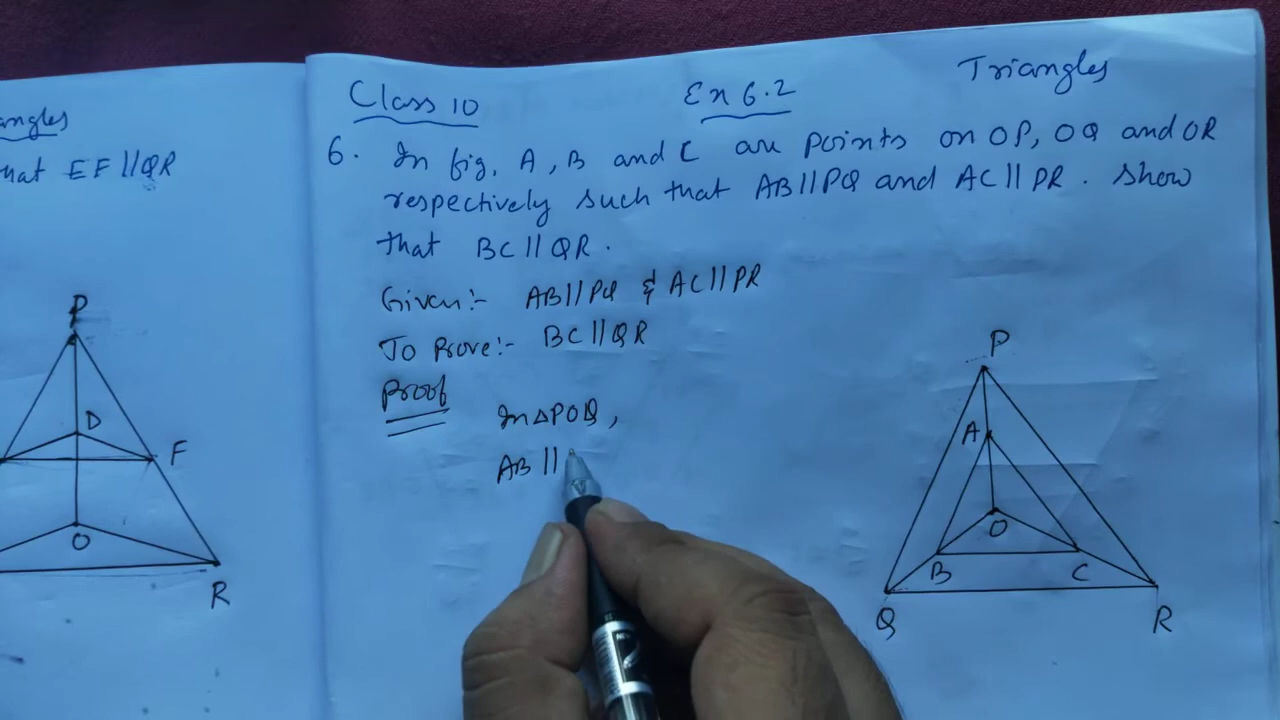 angles
hat EF || QR
P
D
F
O
R
Class 10 Ex 6.2 Triangles
6. In fig, A, B and C are points on OP, OQ and OR
respectively such that AB || PQ and AC || PR. Show
that BC || QR.
Given:- AB || PQ & AC || PR
To Prove:- BC || QR
Proof
In △POQ,
AB ||
P
A
O
B C
Q R